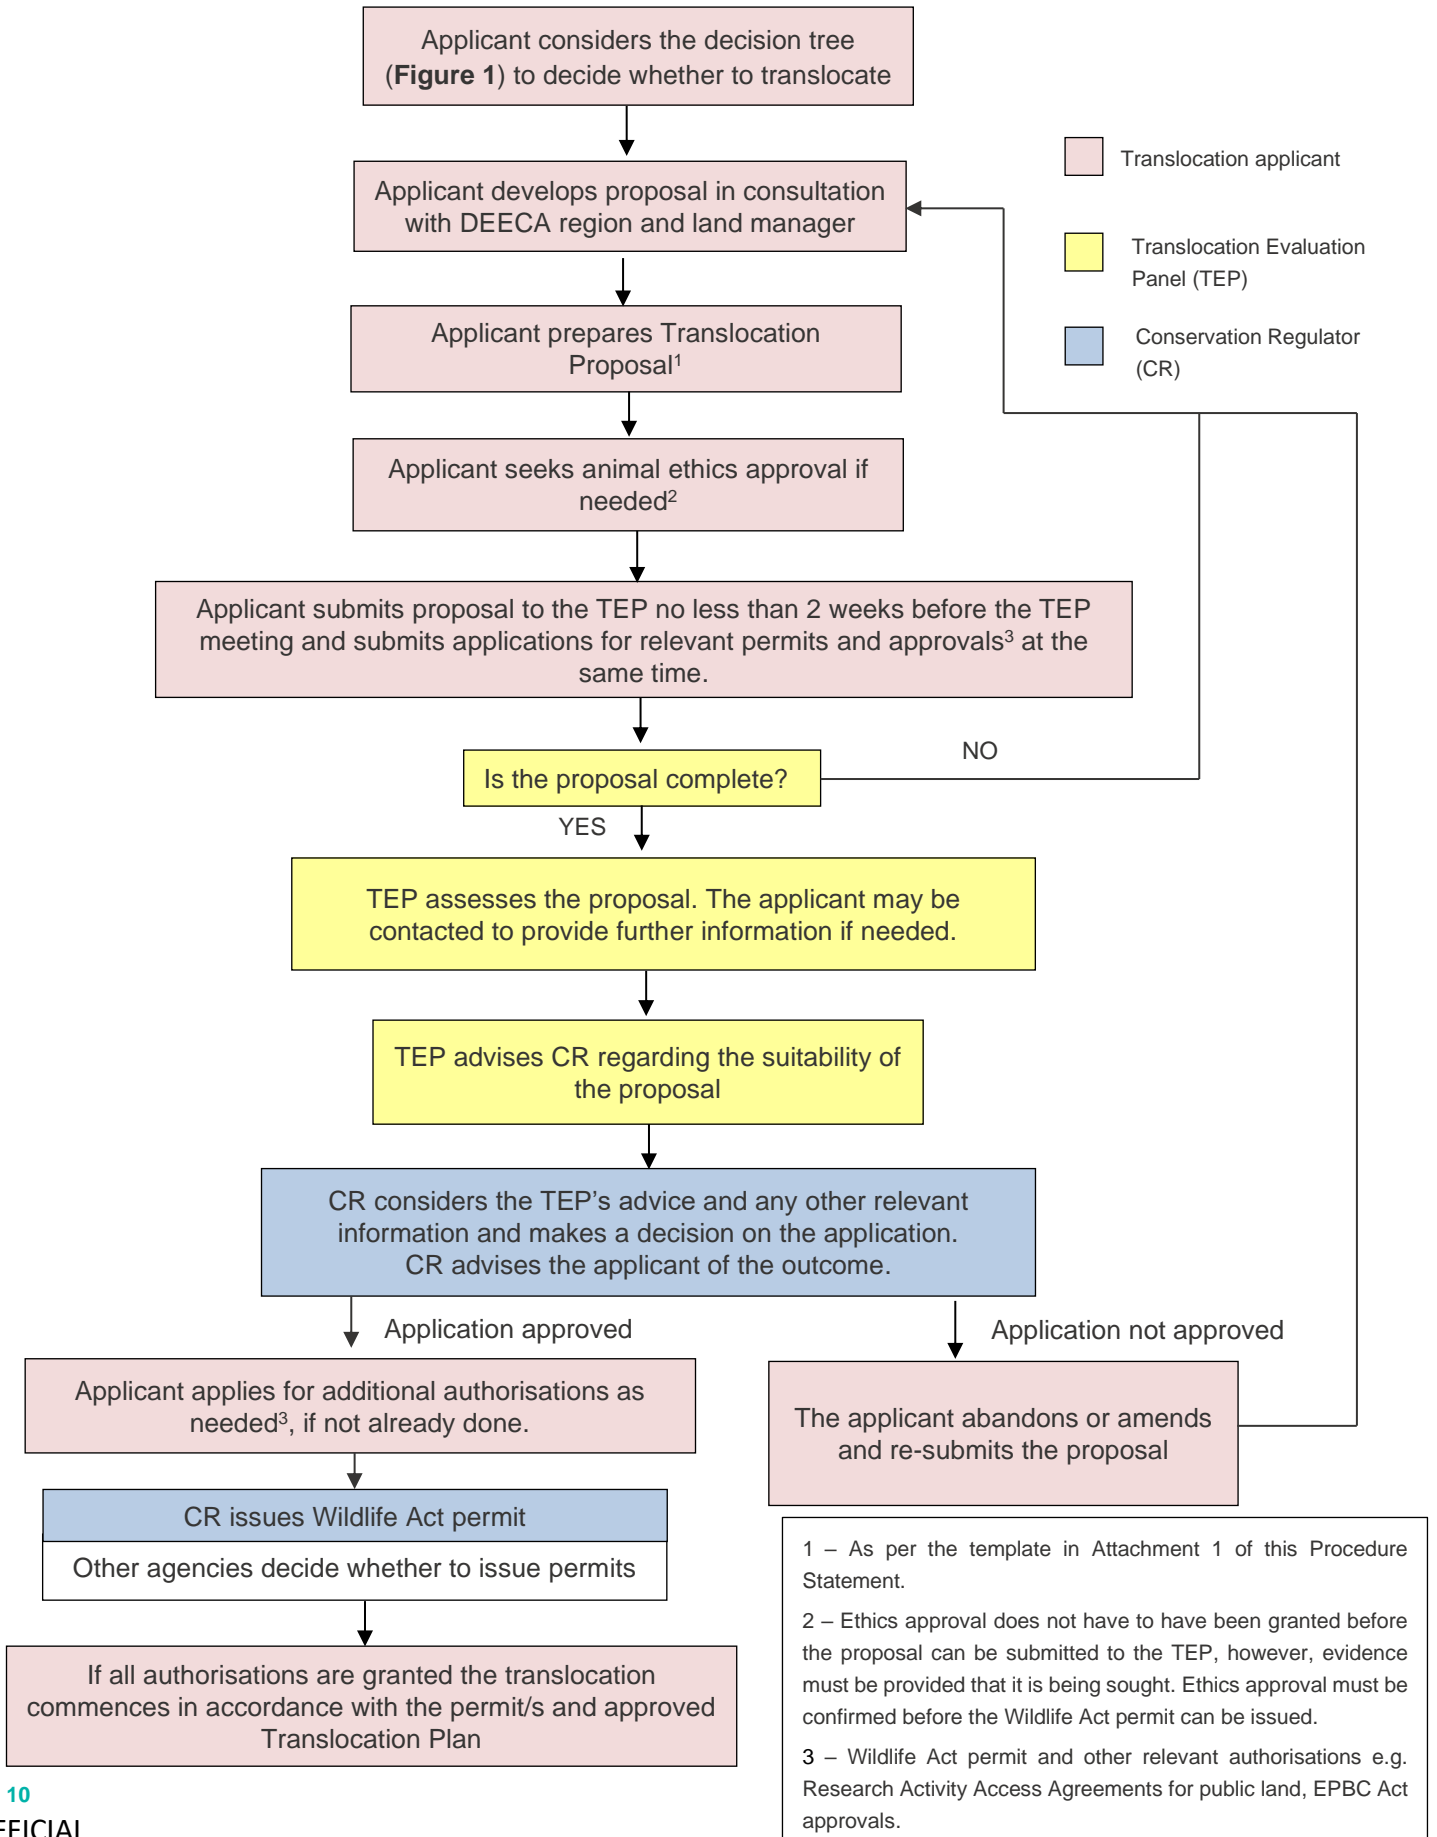 Applicant considers the decision tree
(Figure 1) to decide whether to translocate
Applicant develops proposal in consultation
with DEECA region and land manager
Translocation applicant
Translocation Evaluation
Panel (TEP)
Conservation Regulator
(CR)
Applicant prepares Translocation
Proposal¹
Applicant seeks animal ethics approval if
needed²
Applicant submits proposal to the TEP no less than 2 weeks before the TEP
meeting and submits applications for relevant permits and approvals³ at the
same time.
Is the proposal complete?
NO
YES
TEP assesses the proposal. The applicant may be
contacted to provide further information if needed.
TEP advises CR regarding the suitability of
the proposal
CR considers the TEP’s advice and any other relevant
information and makes a decision on the application.
CR advises the applicant of the outcome.
Application approved
Application not approved
Applicant applies for additional authorisations as
needed³, if not already done.
The applicant abandons or amends
and re-submits the proposal
CR issues Wildlife Act permit
Other agencies decide whether to issue permits
If all authorisations are granted the translocation
commences in accordance with the permit/s and approved
Translocation Plan
1 – As per the template in Attachment 1 of this Procedure
Statement.
2 – Ethics approval does not have to have been granted before
the proposal can be submitted to the TEP, however, evidence
must be provided that it is being sought. Ethics approval must be
confirmed before the Wildlife Act permit can be issued.
3 – Wildlife Act permit and other relevant authorisations e.g.
Research Activity Access Agreements for public land, EPBC Act
approvals.
10